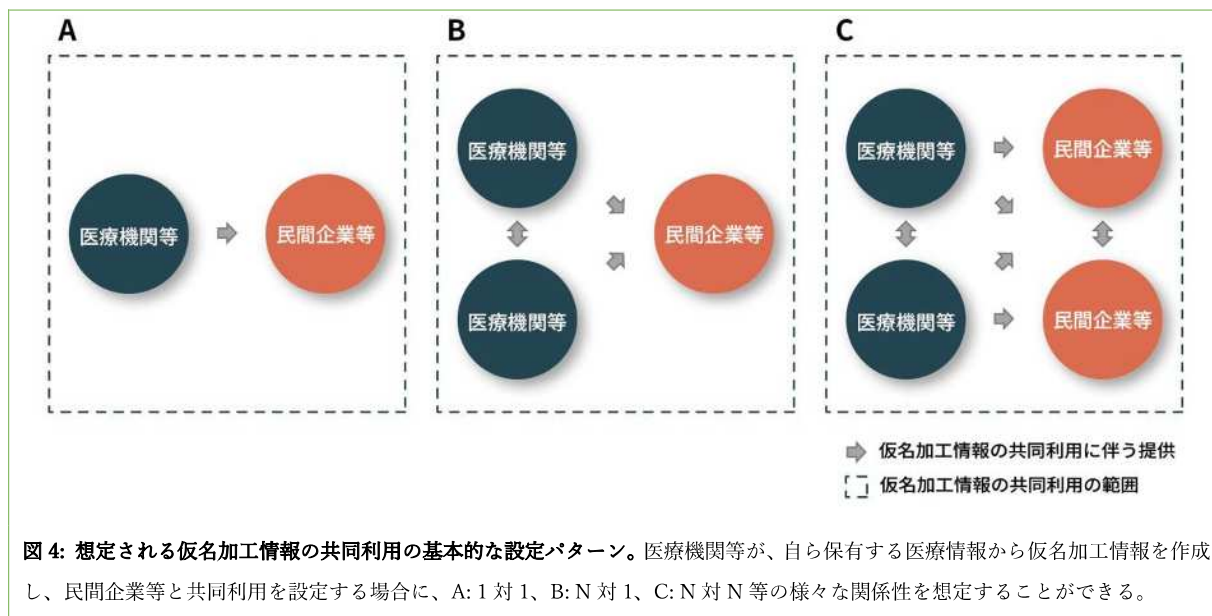 A
B
C
医療機関等
民間企業等
医療機関等
医療機関等
民間企業等
医療機関等
民間企業等
医療機関等
民間企業等
仮名加工情報の共同利用に伴う提供
仮名加工情報の共同利用の範囲
図 4: 想定される仮名加工情報の共同利用の基本的な設定パターン。医療機関等が、自ら保有する医療情報から仮名加工情報を作成
し、民間企業等と共同利用を設定する場合に、A: 1 対 1、B: N 対 1、C: N 対 N 等の様々な関係性を想定することができる。